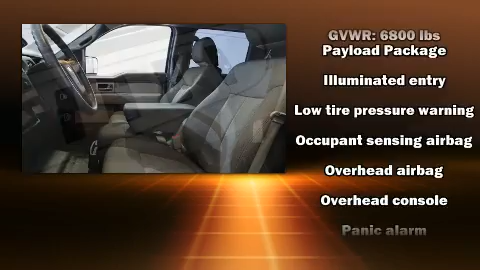 GVWR: 6800 lbs
Payload Package
Illuminated entry
Low tire pressure warning
Occupant sensing airbag
Overhead airbag
Overhead console
Panic alarm